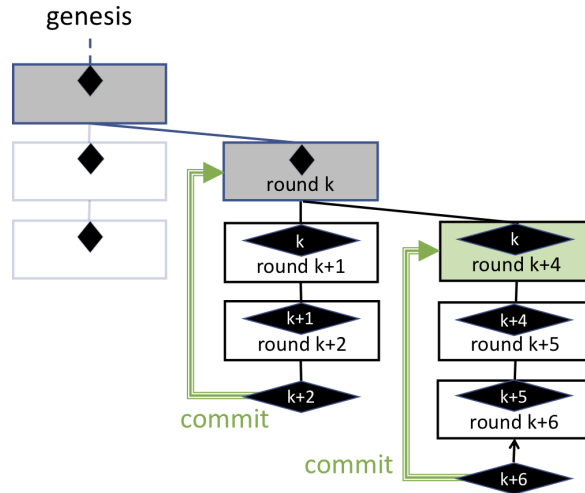 genesis
round k
k
round k+1
k+1
round k+2
k+2
commit
k
round k+4
k+4
round k+5
k+5
round k+6
k+6
commit